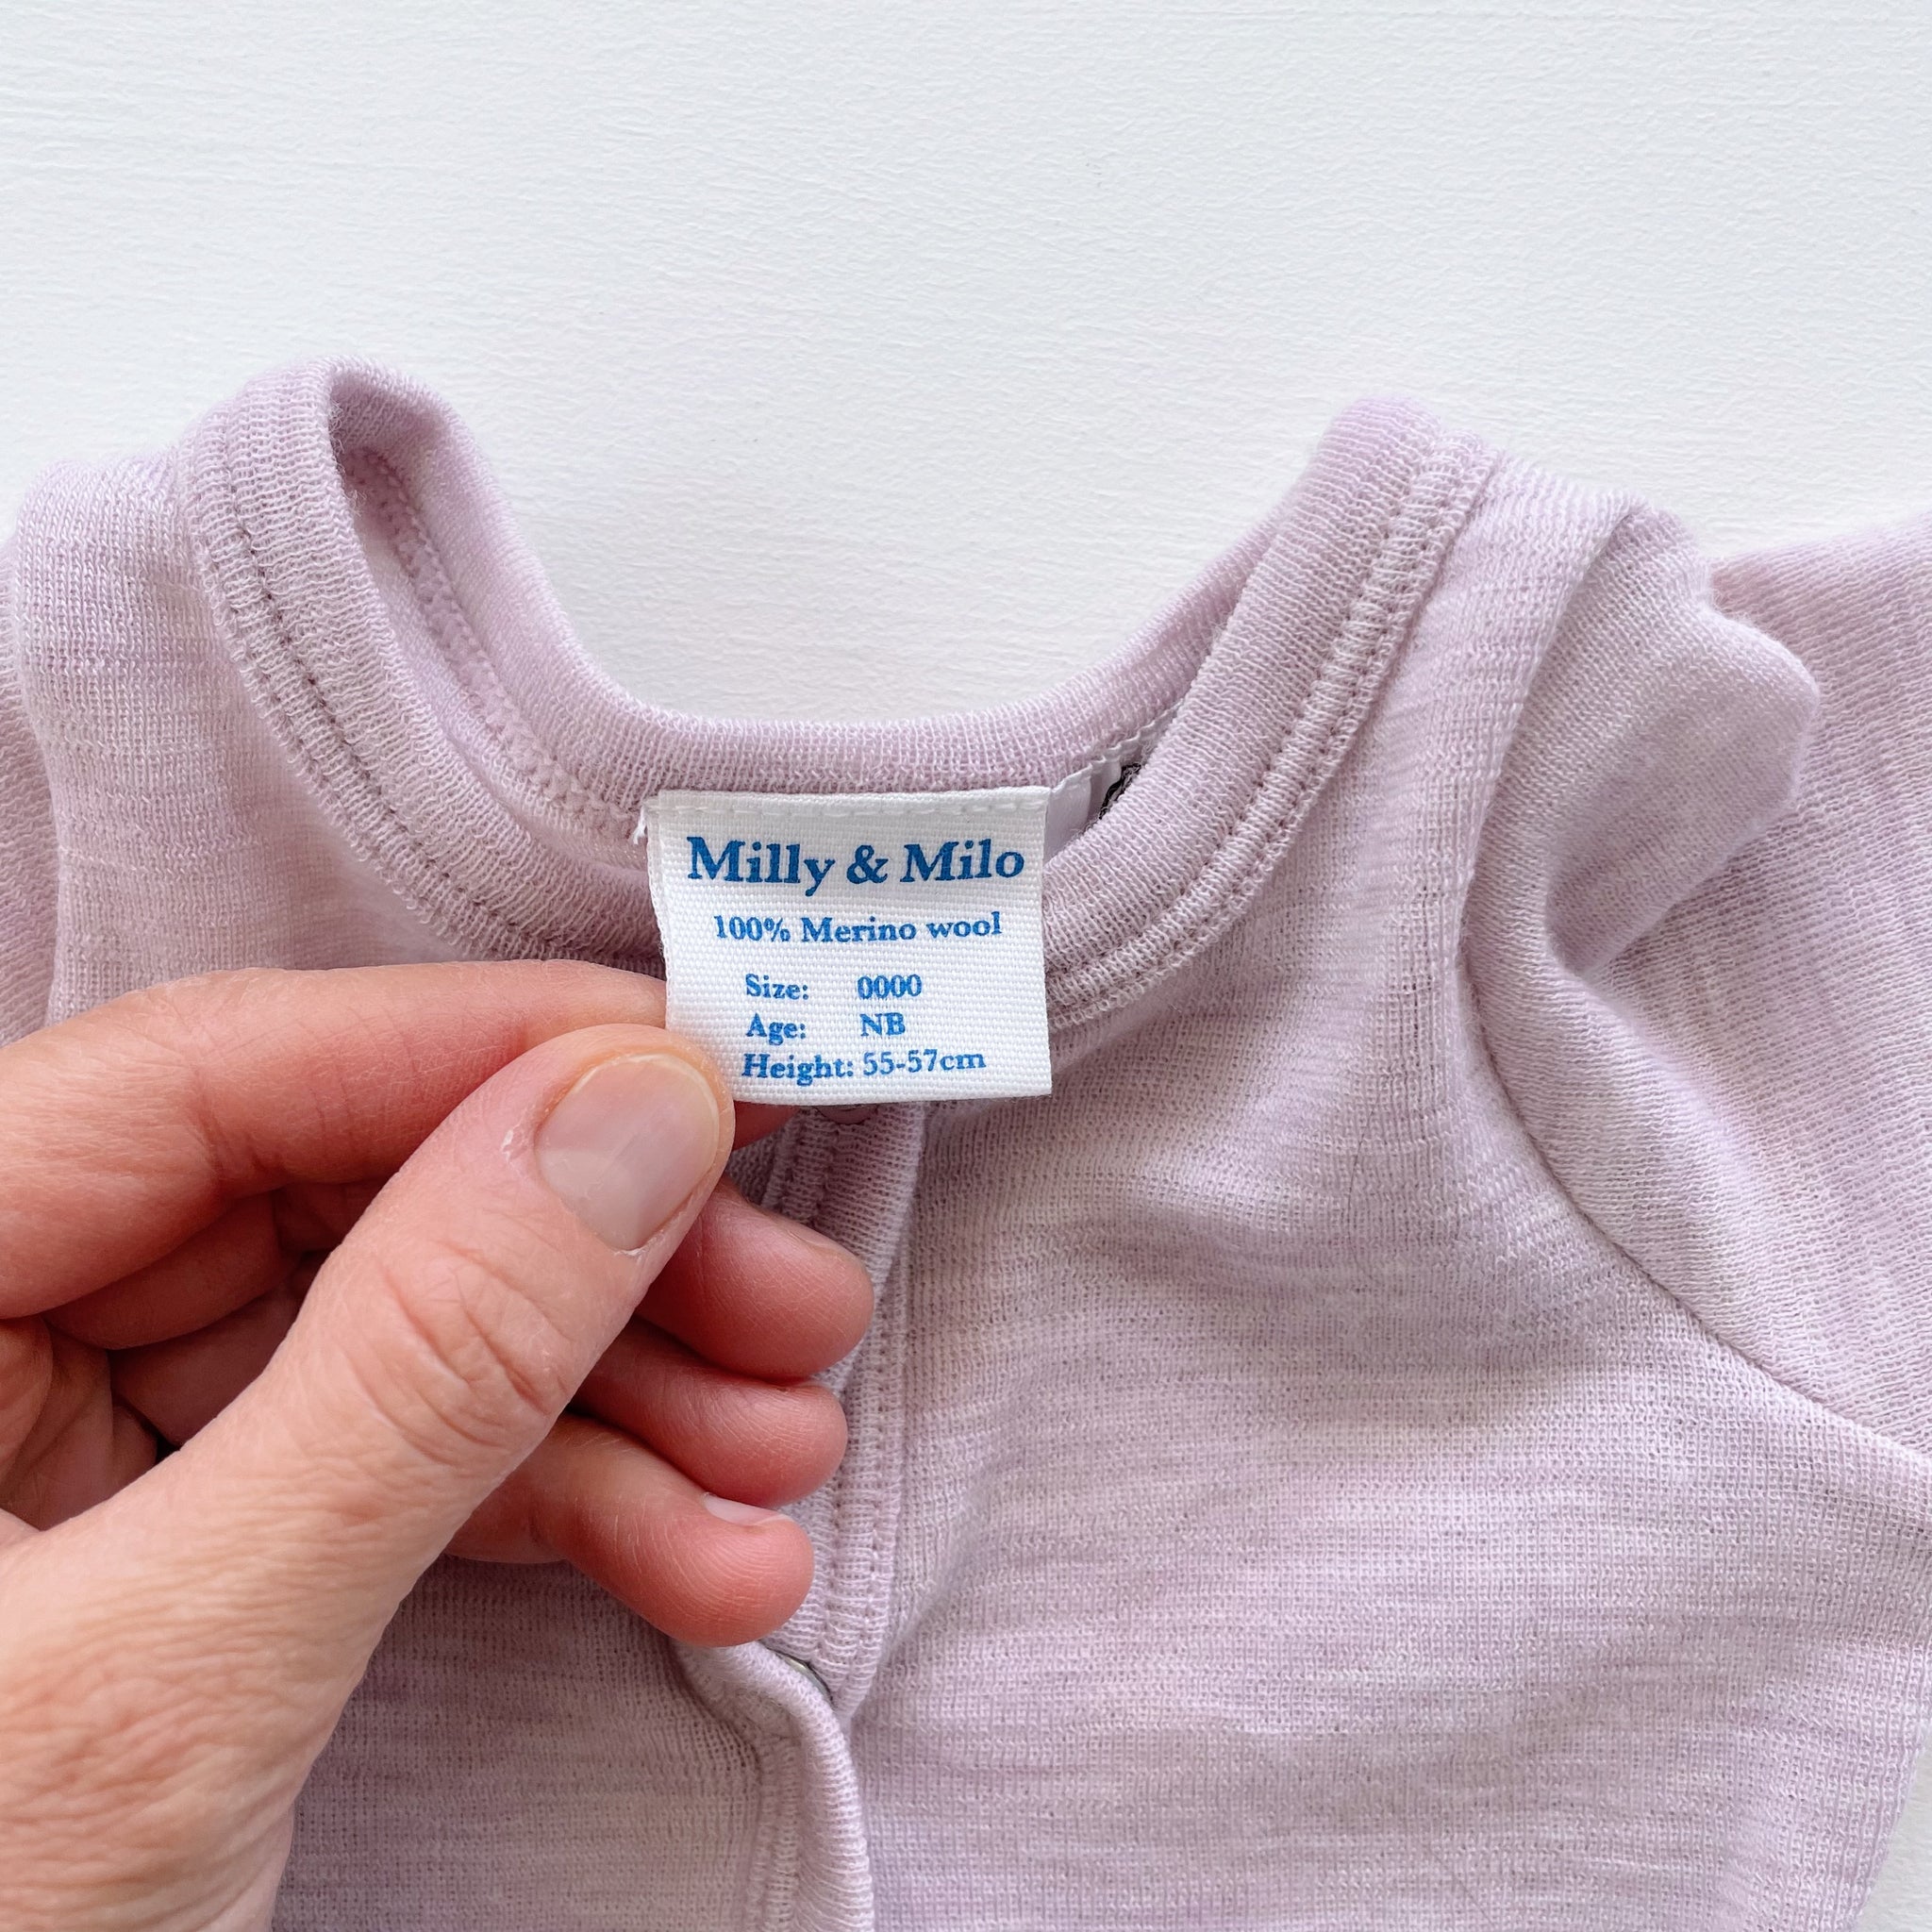 Milly & Milo
100% Merino wool
Size: 0000
Age: NB
Height: 55-57cm